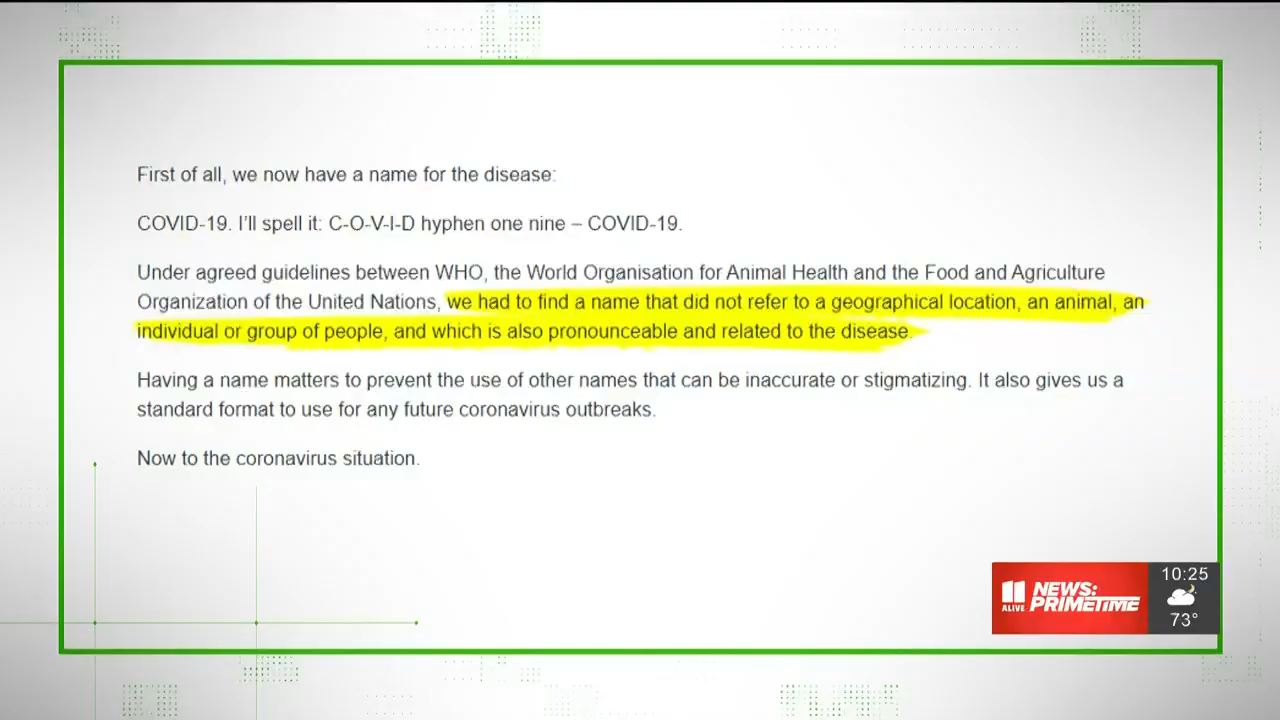 First of all, we now have a name for the disease:
COVID-19. I'll spell it: C-O-V-I-D hyphen one nine – COVID-19.
Under agreed guidelines between WHO, the World Organisation for Animal Health and the Food and Agriculture
Organization of the United Nations, we had to find a name that did not refer to a geographical location, an animal, an
individual or group of people, and which is also pronounceable and related to the disease.
Having a name matters to prevent the use of other names that can be inaccurate or stigmatizing. It also gives us a
standard format to use for any future coronavirus outbreaks.
Now to the coronavirus situation.
11 ALIVE
NEWS:
PRIMETIME
10:25
73°